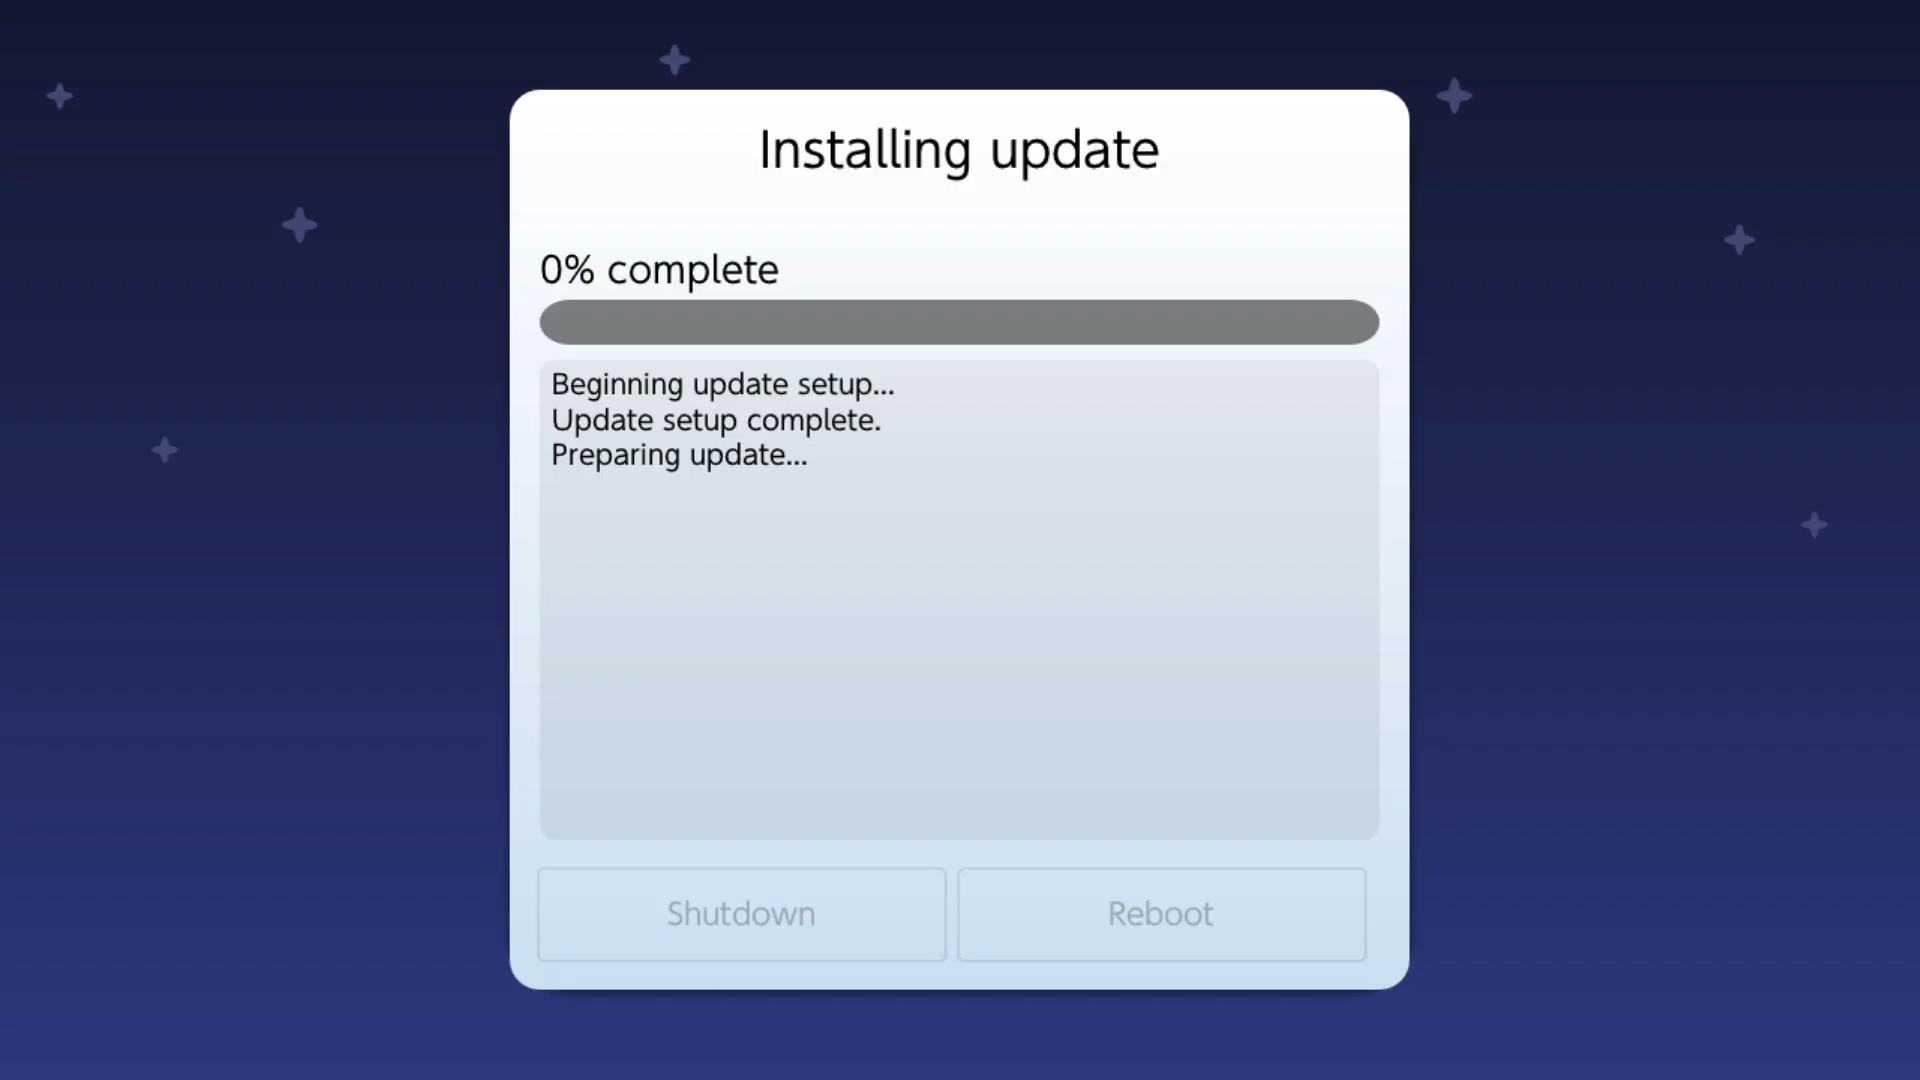 Installing update
0% complete
Beginning update setup...
Update setup complete.
Preparing update...
Shutdown
Reboot